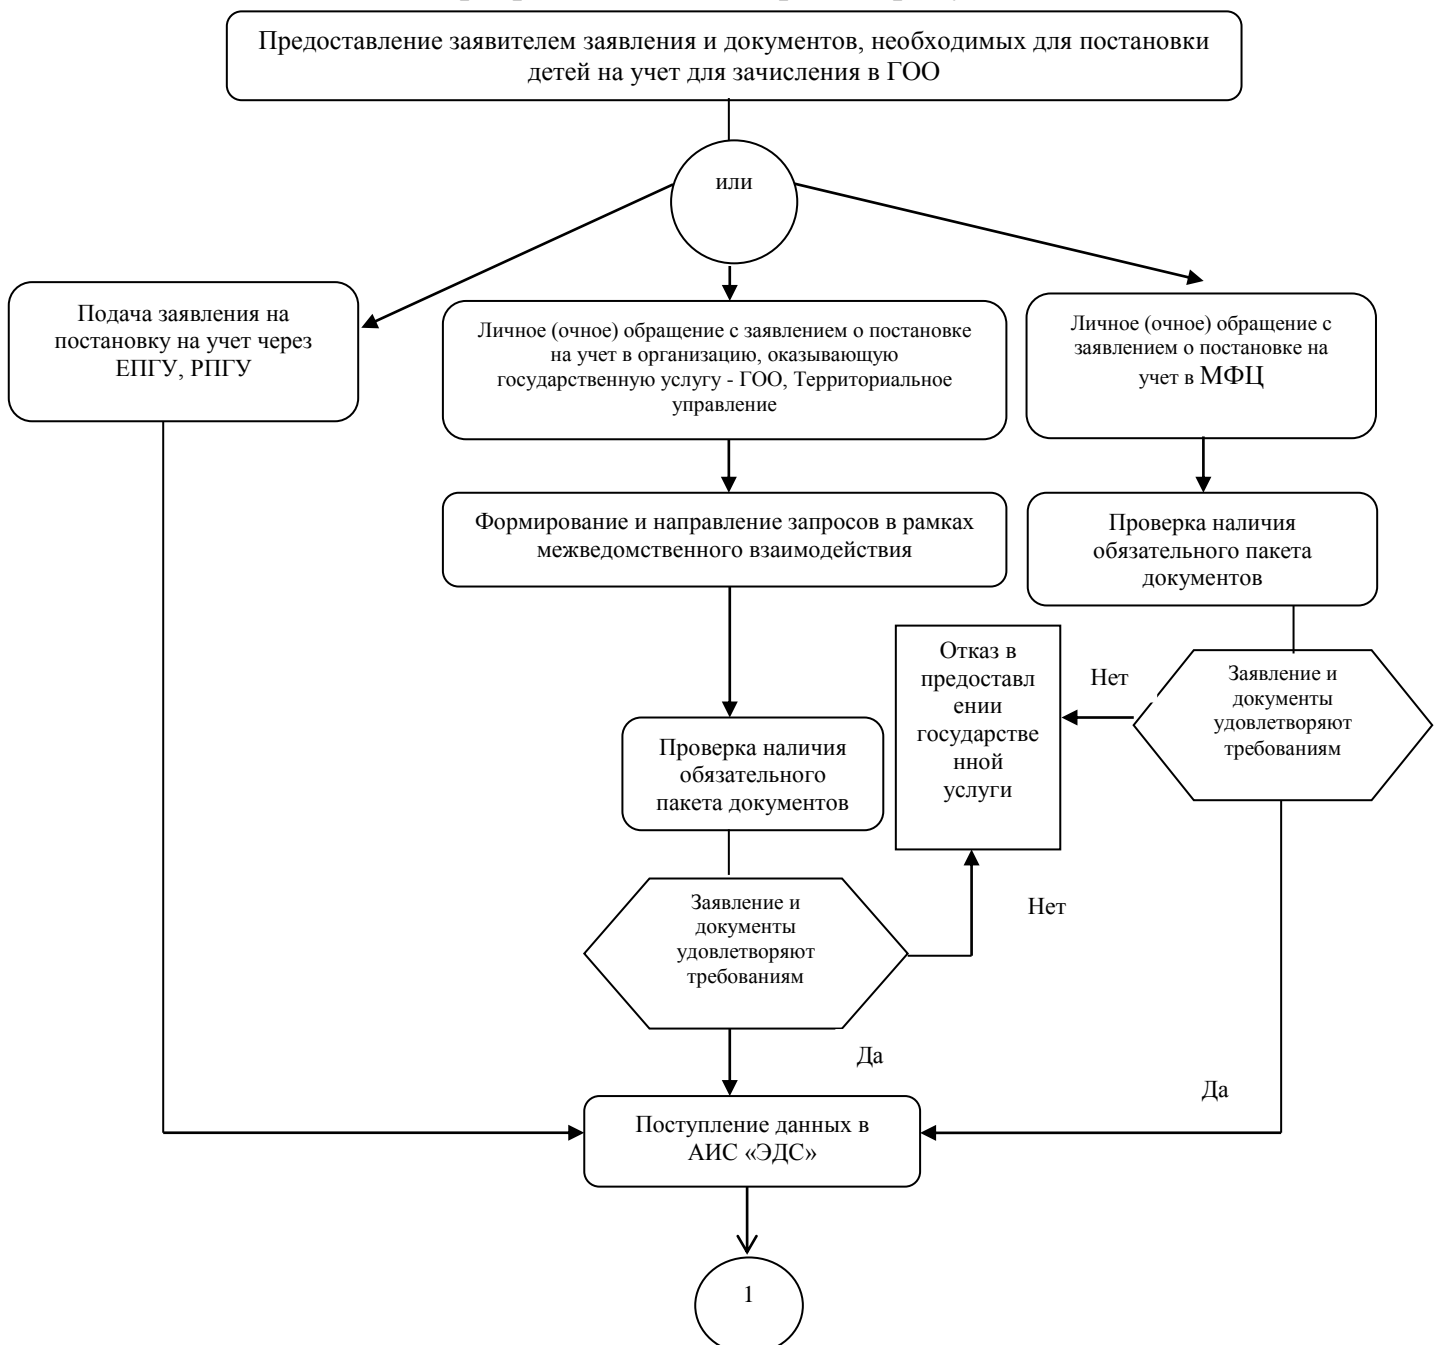 Предоставление заявителем заявления и документов, необходимых для постановки
детей на учет для зачисления в ГОО
или
Подача заявления на
постановку на учет через
ЕПГУ, РПГУ
Личное (очное) обращение с заявлением о постановке
на учет в организацию, оказывающую
государственную услугу - ГОО, Территориальное
управление
Личное (очное) обращение с
заявлением о постановке на
учет в МФЦ
Формирование и направление запросов в рамках
межведомственного взаимодействия
Проверка наличия
обязательного пакета
документов
Отказ в
предоставл
ении
государстве
нной
услуги
Нет
Заявление и
документы
удовлетворяют
требованиям
Проверка наличия
обязательного
пакета документов
Заявление и
документы
удовлетворяют
требованиям
Нет
Да
Да
Поступление данных в
АИС «ЭДС»
1